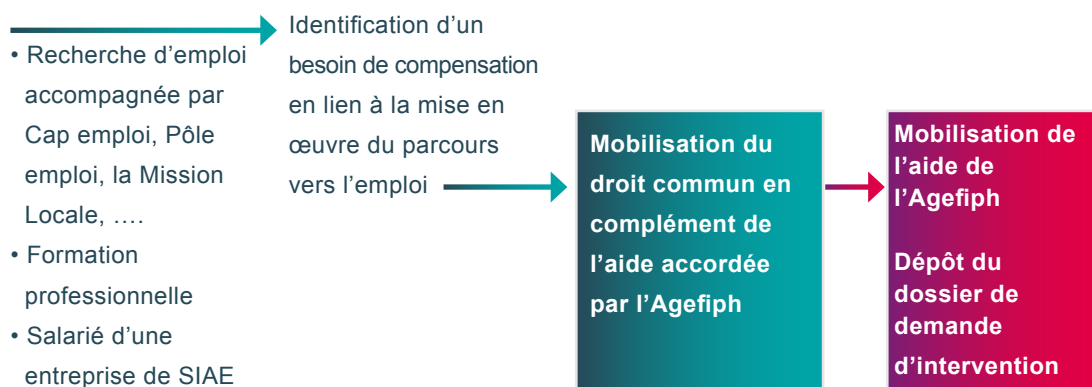 • Recherche d’emploi
accompagnée par
Cap emploi, Pôle
emploi, la Mission
Locale, ….
• Formation
professionnelle
• Salarié d’une
entreprise de SIAE
Identification d’un
besoin de compensation
en lien à la mise en
œuvre du parcours
vers l’emploi
Mobilisation du
droit commun en
complément de
l’aide accordée
par l’Agefiph
Mobilisation de
l’aide de
l’Agefiph
Dépôt du
dossier de
demande
d’intervention